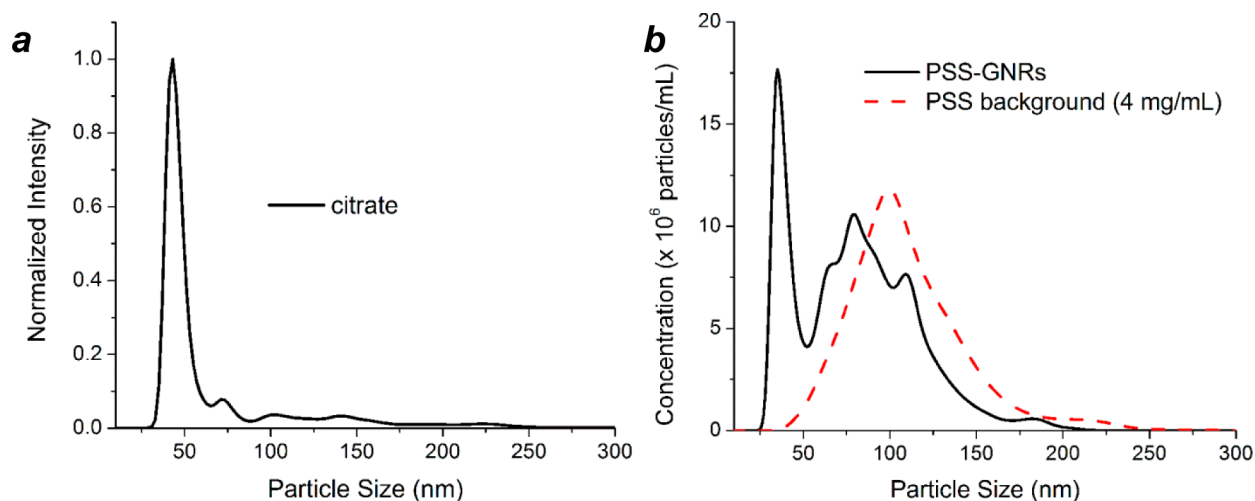 a
Normalized Intensity
1.0
0.8
0.6
0.4
0.2
0.0
citrate
50
100
150
200
250
300
Particle Size (nm)
b
Concentration (x 10⁶ particles/mL)
20
15
10
5
0
PSS-GNRs
PSS background (4 mg/mL)
50
100
150
200
250
300
Particle Size (nm)